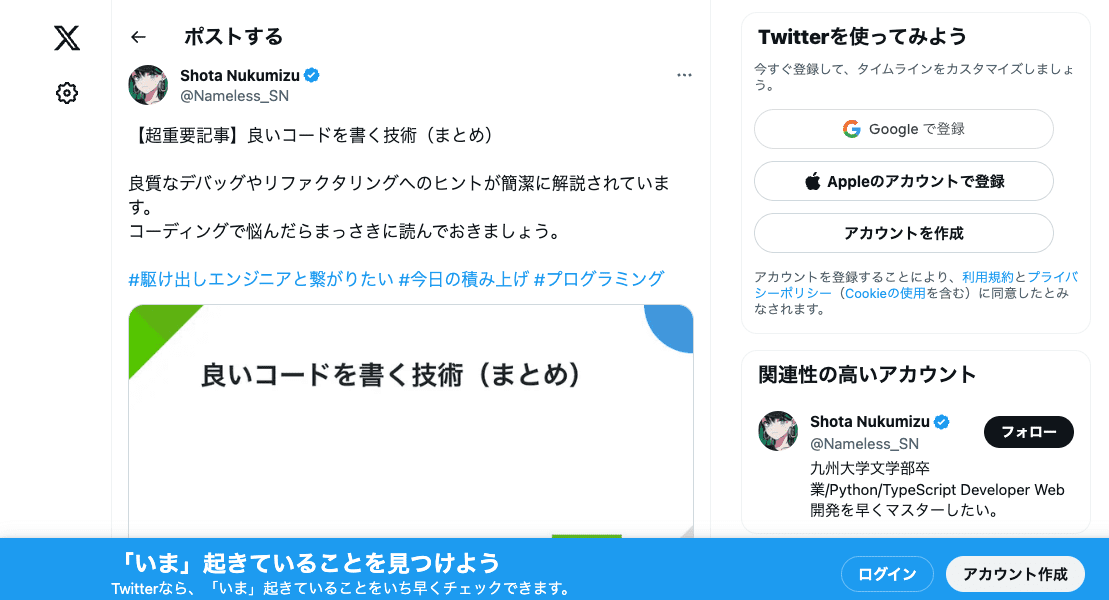 ポストする
Shota Nukumizu
@Nameless_SN
【超重要記事】良いコードを書く技術（まとめ）
良質なデバッグやリファクタリングへのヒントが簡潔に解説されていま
す。
コーディングで悩んだらまっさきに読んでおきましょう。
#駆け出しエンジニアと繋がりたい #今日の積み上げ #プログラミング
良いコードを書く技術（まとめ）
Twitterを使ってみよう
今すぐ登録して、タイムラインをカスタマイズしましょ
う。
Google で登録
Appleのアカウントで登録
アカウントを作成
アカウントを登録することにより、利用規約とプライバ
シーポリシー（Cookieの使用を含む）に同意したとみ
なされます。
関連性の高いアカウント
Shota Nukumizu
@Nameless_SN
フォロー
九州大学文学部卒
業/Python/TypeScript Developer Web
開発を早くマスターしたい。
「いま」起きていることを見つけよう
Twitterなら、「いま」起きていることをいち早くチェックできます。
ログイン
アカウント作成